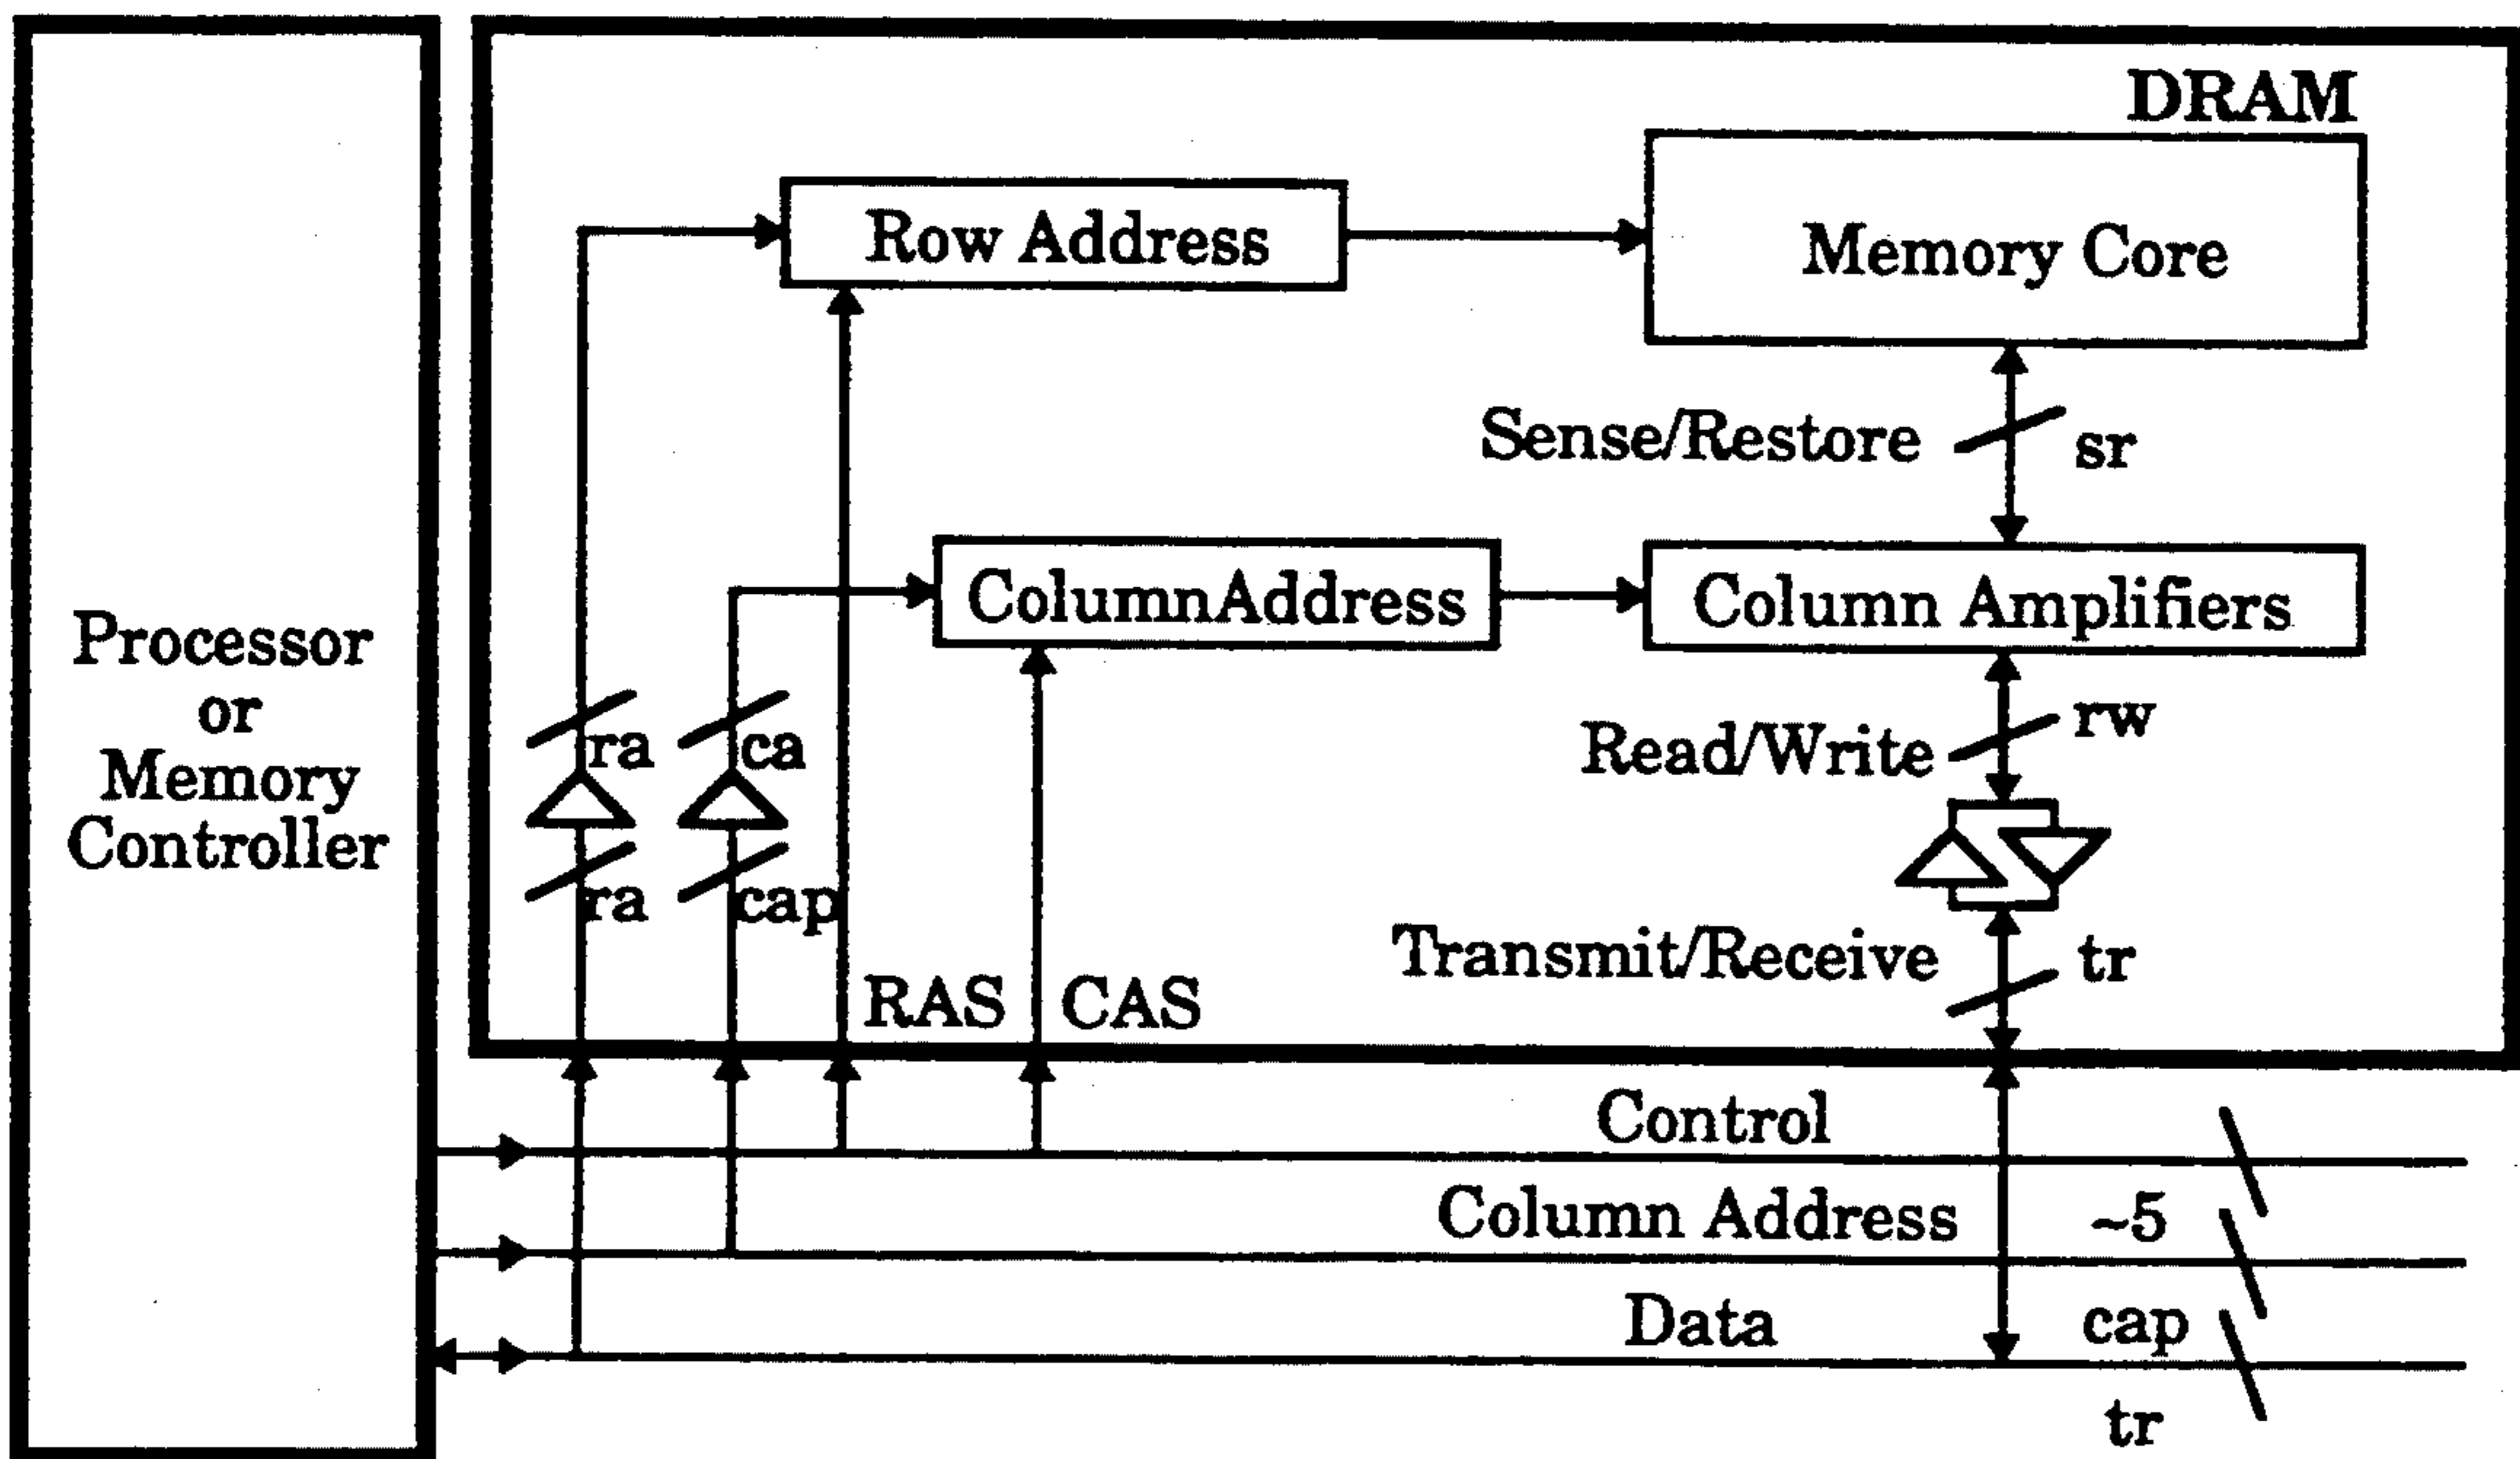 DRAM
Row Address
Memory Core
Sense/Restore
sr
ColumnAddress
Column Amplifiers
Processor
or
Memory
Controller
ra
ca
Read/Write
rw
ra
cap
Transmit/Receive
tr
RAS
CAS
Control
Column Address
~5
Data
cap
tr